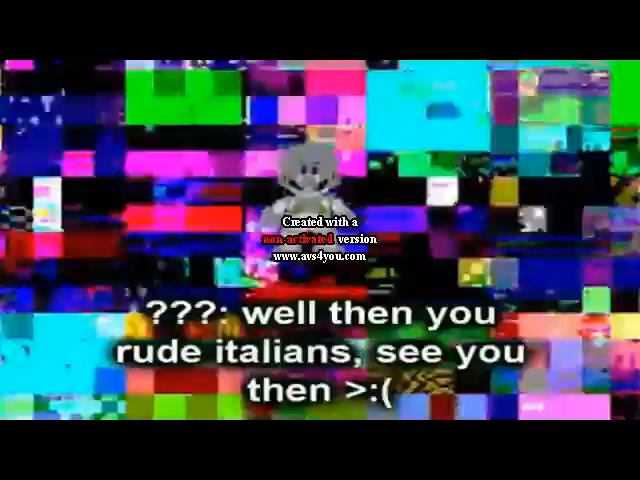 Created with a
non-activated version
www.avs4you.com
???: well then you
rude italians, see you
then >:(